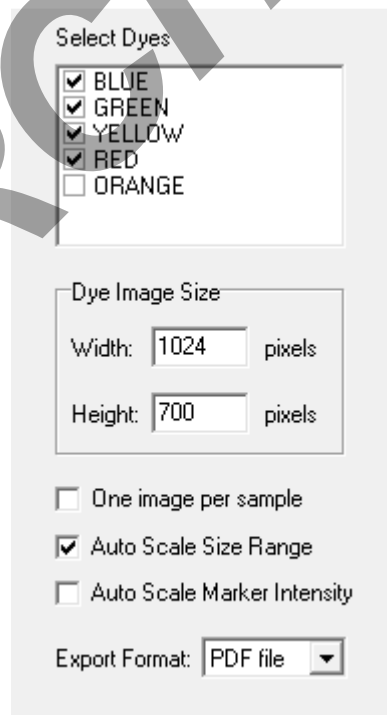 Select Dyes
BLUE
GREEN
YELLOW
RED
ORANGE
Dye Image Size
Width: 1024 pixels
Height: 700 pixels
One image per sample
Auto Scale Size Range
Auto Scale Marker Intensity
Export Format: PDF file